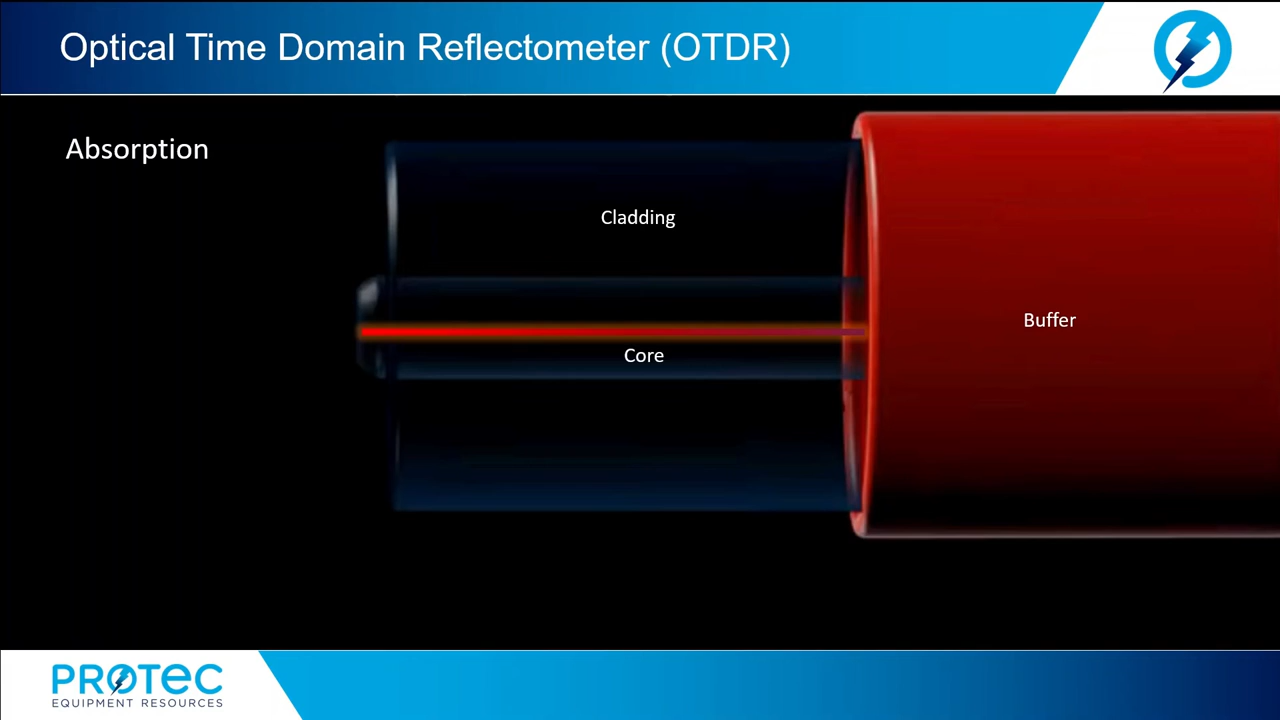 Optical Time Domain Reflectometer (OTDR)
Absorption
Cladding
Buffer
Core
PROTEC
EQUIPMENT RESOURCES